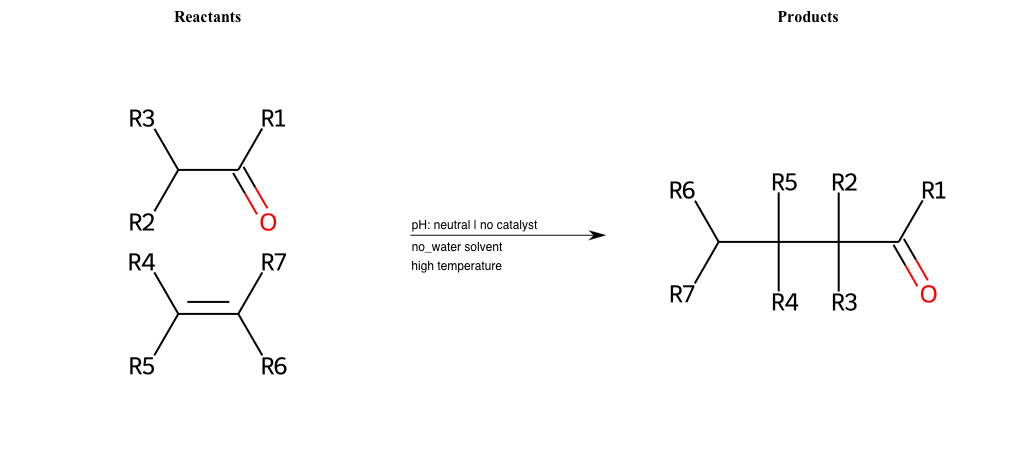 Reactants
Products
R3 R1
R2 O
R4 R7
R5 R6
pH: neutral | no catalyst
no_water solvent
high temperature
R6 R5 R2 R1
R7 R4 R3 O